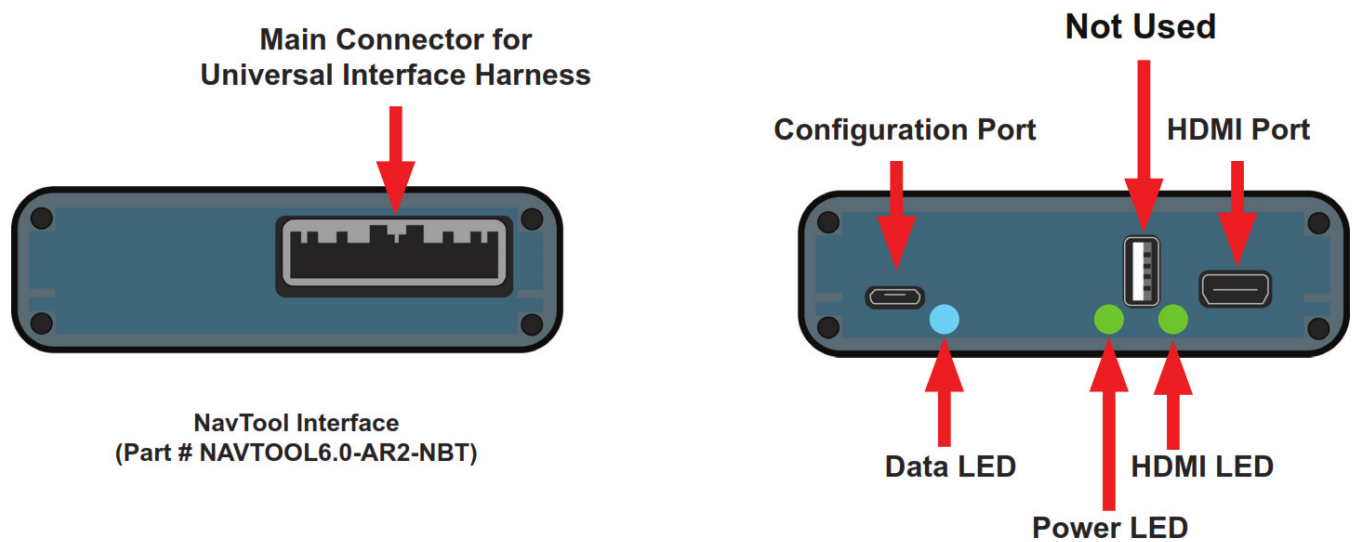 Main Connector for
Universal Interface Harness
NavTool Interface
(Part # NAVTOOL6.0-AR2-NBT)
Not Used
Configuration Port
HDMI Port
Data LED
HDMI LED
Power LED